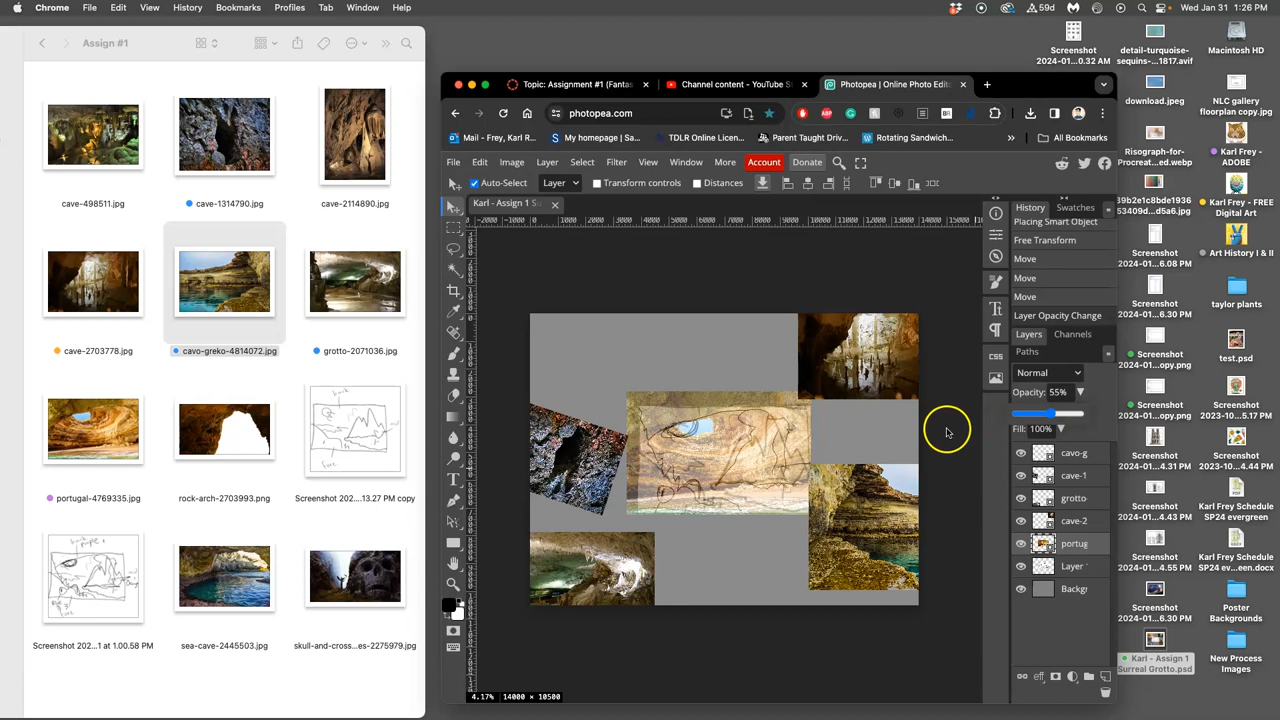 Chrome File Edit View History Bookmarks Profiles Tab Window Help 59d Wed Jan 31 1:26 PM
Assign #1
cave-498511.jpg cave-1314790.jpg cave-2114890.jpg
cave-2703778.jpg cavo-greko-4814072.jpg grotto-2071036.jpg
portugal-4769335.jpg rock-arch-2703993.png Screenshot 202....13.27 PM copy
Screenshot 202...1 at 1.00.58 PM sea-cave-2445503.jpg skull-and-cross...es-2275979.jpg
Topic: Assignment #1 (Fantas Channel content - YouTube S Photopea | Online Photo Edito
photopea.com
Mail - Frey, Karl R... My homepage | Sa... TDLR Online Licen... Parent Taught Driv... Rotating Sandwich... » All Bookmarks
File Edit Image Layer Select Filter View Window More Account Donate
Auto-Select Layer Transform controls Distances
Karl - Assign 1 Su
History Swatches
Placing Smart Object
Free Transform
Move
Move
Move
Layer Opacity Change
Layers Channels
Paths
Normal
Opacity: 55%
Fill: 100%
cavo-g
cave-1
grotto
cave-2
portug
Layer
Backgr
CSS
4.17% 14000 × 10500
Screenshot
2024-01...0.32 AM
detail-turquoise-
sequins-...1817.avif
Macintosh HD
download.jpeg
NLC gallery
floorplan copy.jpg
Risograph-for-
Procreat...ed.webp
Karl Frey -
ADOBE
39b2e1c8bde1936
53409d....d5a6.jpg
Karl Frey - FREE
Digital Art
Screenshot
2024-01...6.08 PM
Art History I & II
Screenshot
2024-01...6.30 PM
taylor plants
Screenshot
2024-01...opy.png
test.psd
Screenshot
2024-01...opy.png
Screenshot
2023-10...5.17 PM
Screenshot
2024-01...4.31 PM
Screenshot
2023-10...4.44 PM
Screenshot
2024-01...4.43 PM
Karl Frey Schedule
SP24 evergreen
Screenshot
2024-01...4.55 PM
Karl Frey Schedule
SP24 ev...een.docx
Screenshot
2024-01...6.30 PM
Poster
Backgrounds
Karl - Assign 1
Surreal Grotto.psd
New Process
Images